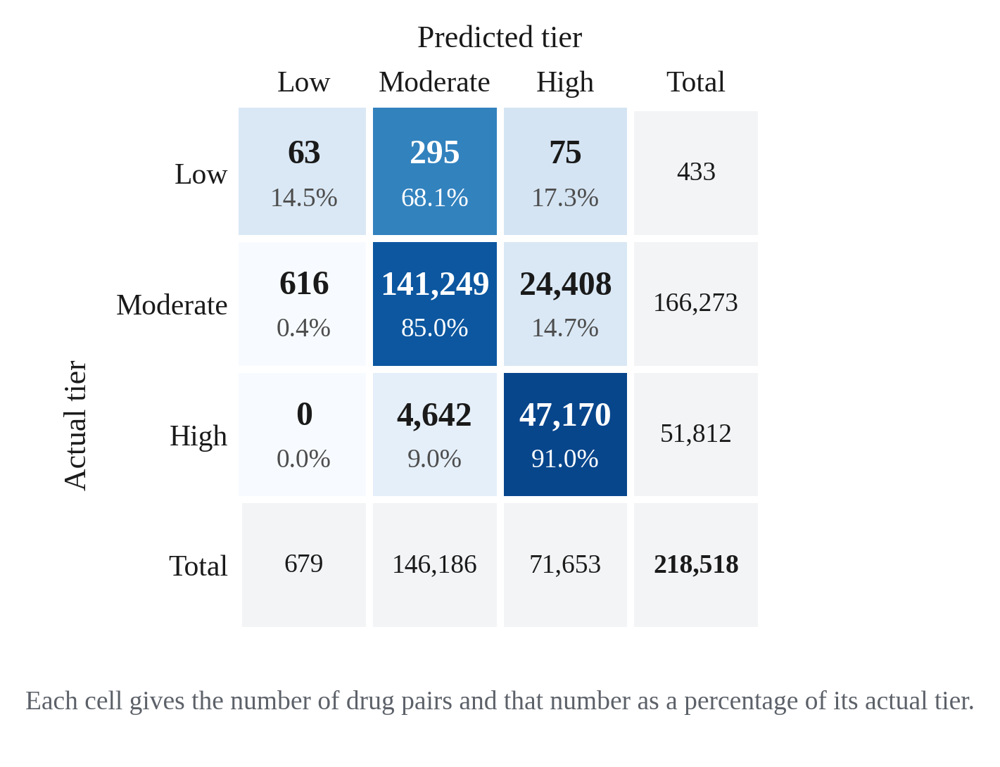 Predicted tier
Low Moderate High Total
Low 63 295 75 433
14.5% 68.1% 17.3%
Moderate 616 141,249 24,408 166,273
0.4% 85.0% 14.7%
Actual tier
High 0 4,642 47,170 51,812
0.0% 9.0% 91.0%
Total 679 146,186 71,653 218,518
Each cell gives the number of drug pairs and that number as a percentage of its actual tier.